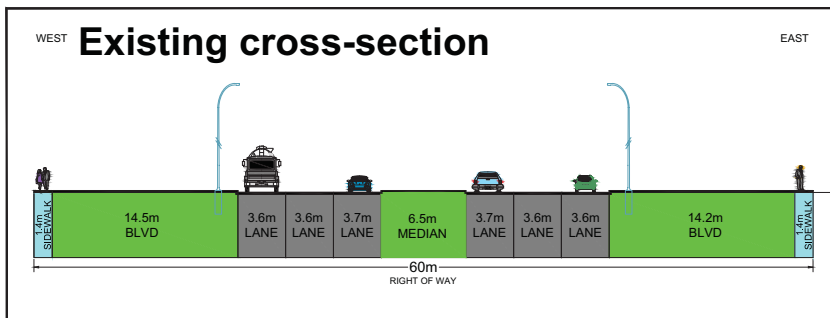 WEST
Existing cross-section
EAST
1.4m
SIDEWALK
14.5m
BLVD
3.6m
LANE
3.6m
LANE
3.7m
LANE
6.5m
MEDIAN
3.7m
LANE
3.6m
LANE
3.6m
LANE
14.2m
BLVD
1.4m
SIDEWALK
60m
RIGHT OF WAY